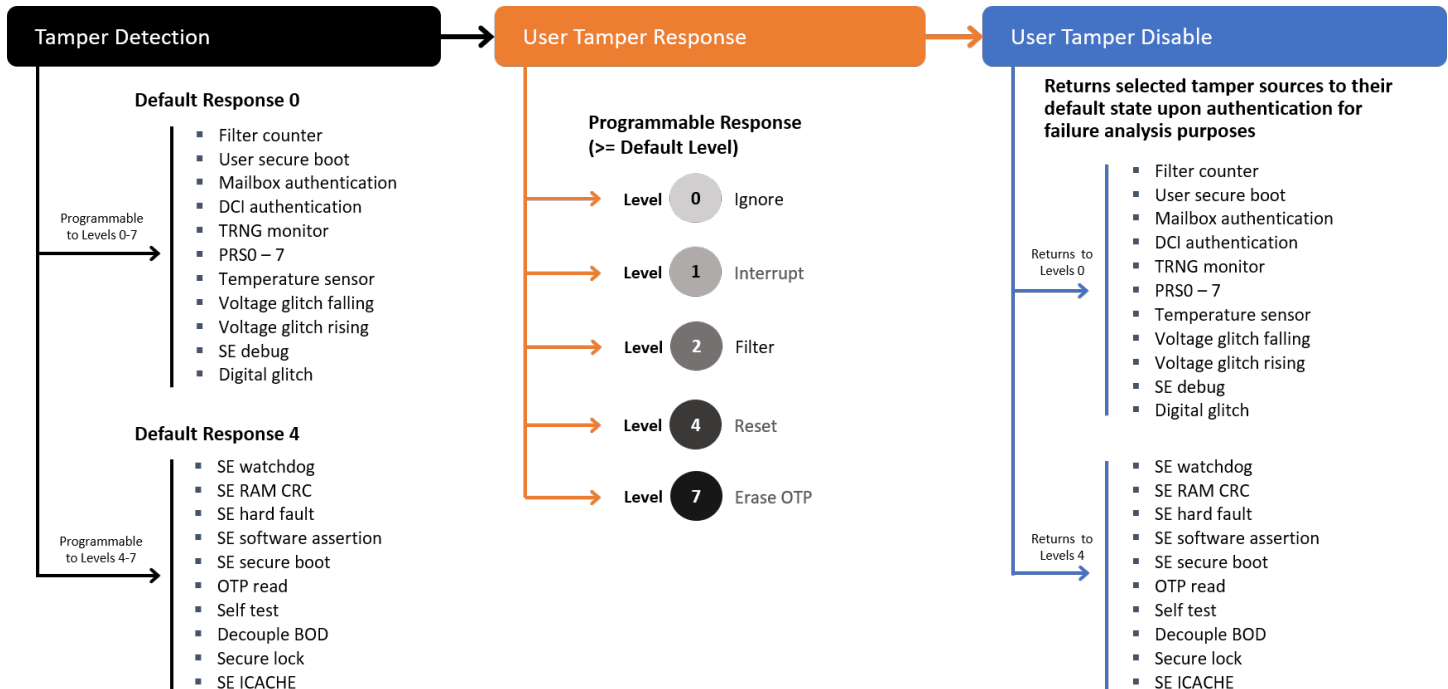 Tamper Detection
User Tamper Response
User Tamper Disable
Default Response 0
Programmable
to Levels 0-7
Filter counter
User secure boot
Mailbox authentication
DCI authentication
TRNG monitor
PRS0 – 7
Temperature sensor
Voltage glitch falling
Voltage glitch rising
SE debug
Digital glitch
Default Response 4
Programmable
to Levels 4-7
SE watchdog
SE RAM CRC
SE hard fault
SE software assertion
SE secure boot
OTP read
Self test
Decouple BOD
Secure lock
SE ICACHE
Programmable Response
(>= Default Level)
Level 0 Ignore
Level 1 Interrupt
Level 2 Filter
Level 4 Reset
Level 7 Erase OTP
Returns selected tamper sources to their
default state upon authentication for
failure analysis purposes
Returns to
Levels 0
Filter counter
User secure boot
Mailbox authentication
DCI authentication
TRNG monitor
PRS0 – 7
Temperature sensor
Voltage glitch falling
Voltage glitch rising
SE debug
Digital glitch
Returns to
Levels 4
SE watchdog
SE RAM CRC
SE hard fault
SE software assertion
SE secure boot
OTP read
Self test
Decouple BOD
Secure lock
SE ICACHE